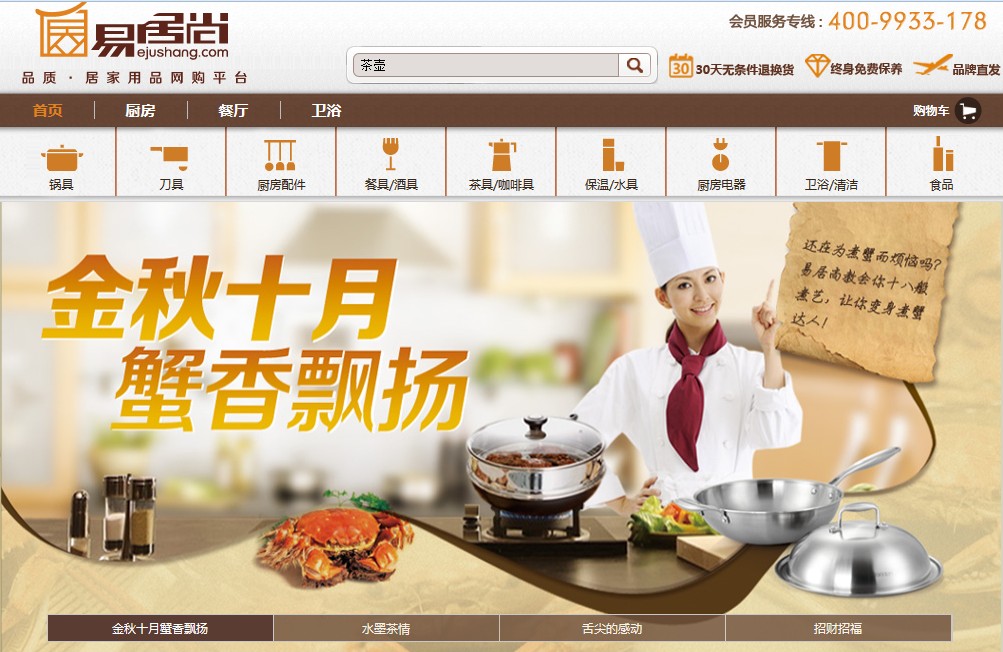 会员服务专线：400-9933-178
易居尚
ejushang.com
品质·居家用品网购平台
茶壶
30
30天无条件退换货
终身免费保养
品牌直发
首页
厨房
餐厅
卫浴
购物车
锅具
刀具
厨房配件
餐具/酒具
茶具/咖啡具
保温/水具
厨房电器
卫浴/清洁
食品
金秋十月
蟹香飘扬
还在为煮蟹而烦恼吗?
易居尚教会你十八般
煮艺，让你变身煮蟹
达人!
金秋十月蟹香飘扬
水墨茶情
舌尖的感动
招财招福